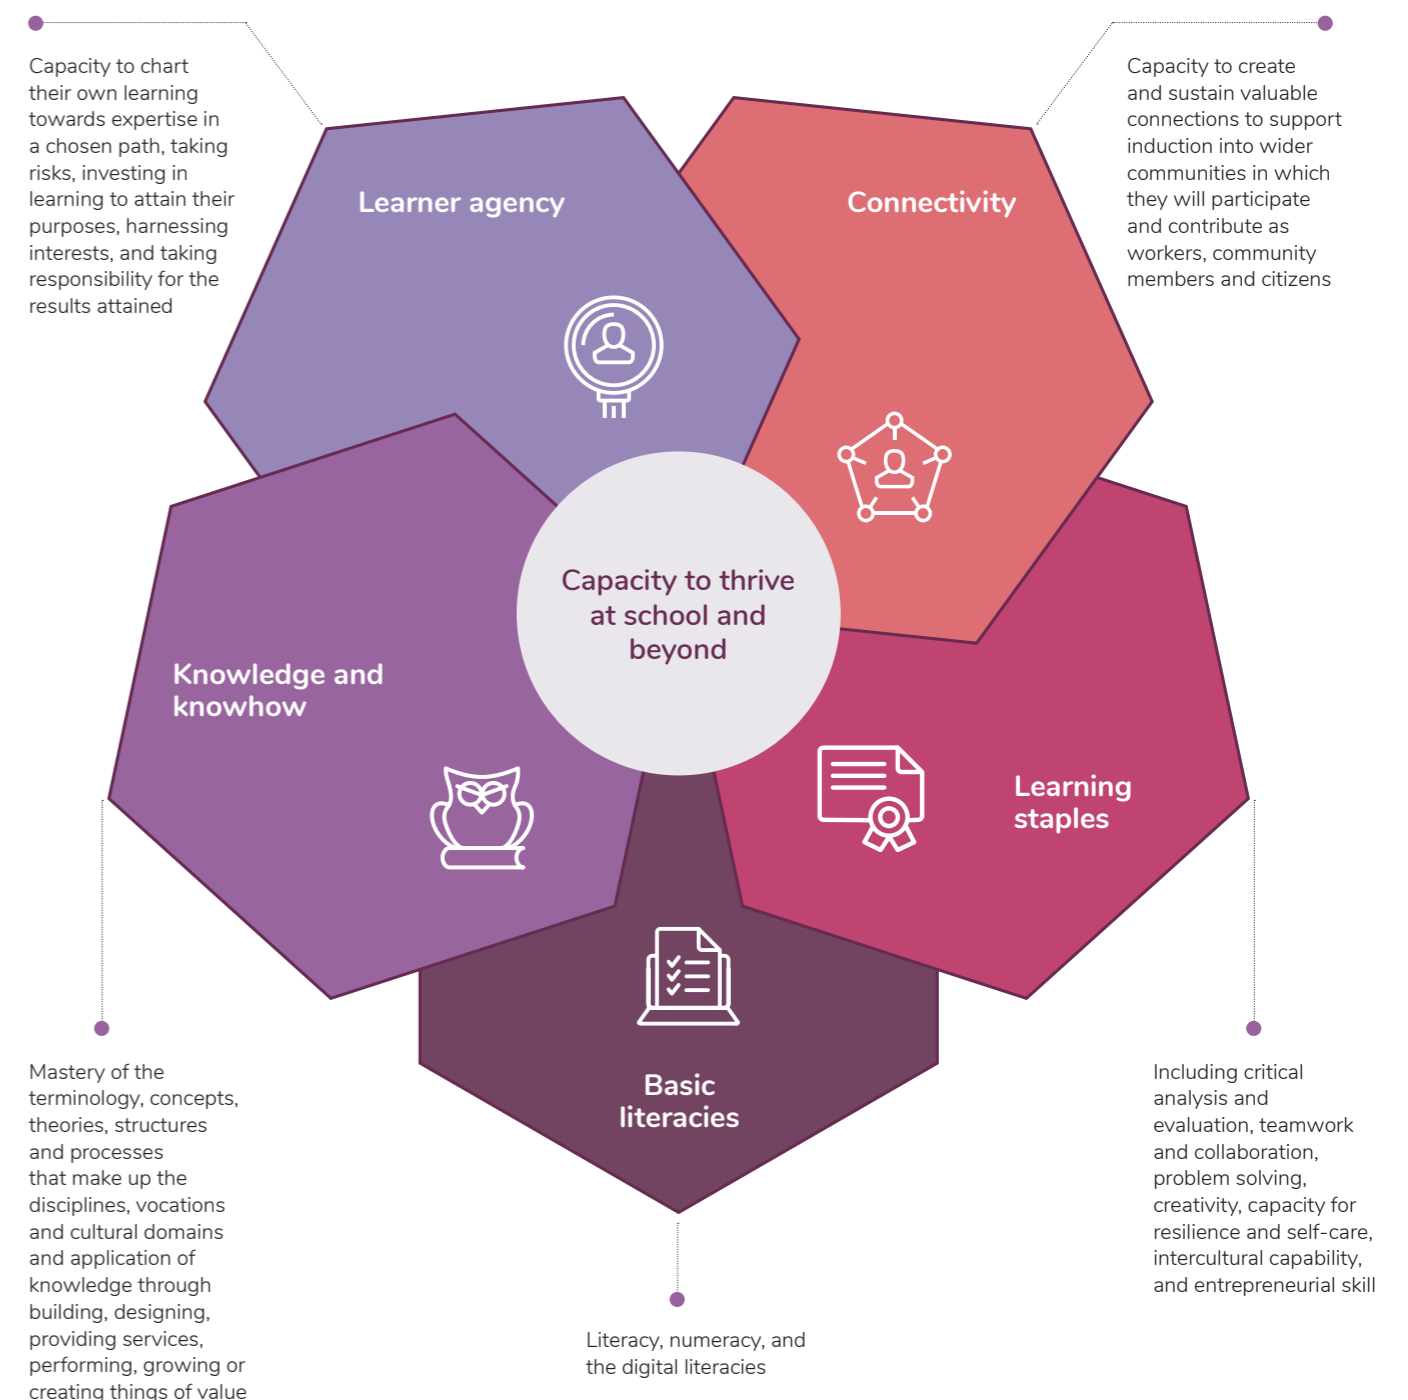 Capacity to chart
their own learning
towards expertise in
a chosen path, taking
risks, investing in
learning to attain their
purposes, harnessing
interests, and taking
responsibility for the
results attained
Capacity to create
and sustain valuable
connections to support
induction into wider
communities in which
they will participate
and contribute as
workers, community
members and citizens
Learner agency
Connectivity
Capacity to thrive
at school and
beyond
Knowledge and
knowhow
Learning
staples
Basic
literacies
Mastery of the
terminology, concepts,
theories, structures
and processes
that make up the
disciplines, vocations
and cultural domains
and application of
knowledge through
building, designing,
providing services,
performing, growing or
creating things of value
Literacy, numeracy, and
the digital literacies
Including critical
analysis and
evaluation, teamwork
and collaboration,
problem solving,
creativity, capacity for
resilience and self-care,
intercultural capability,
and entrepreneurial skill